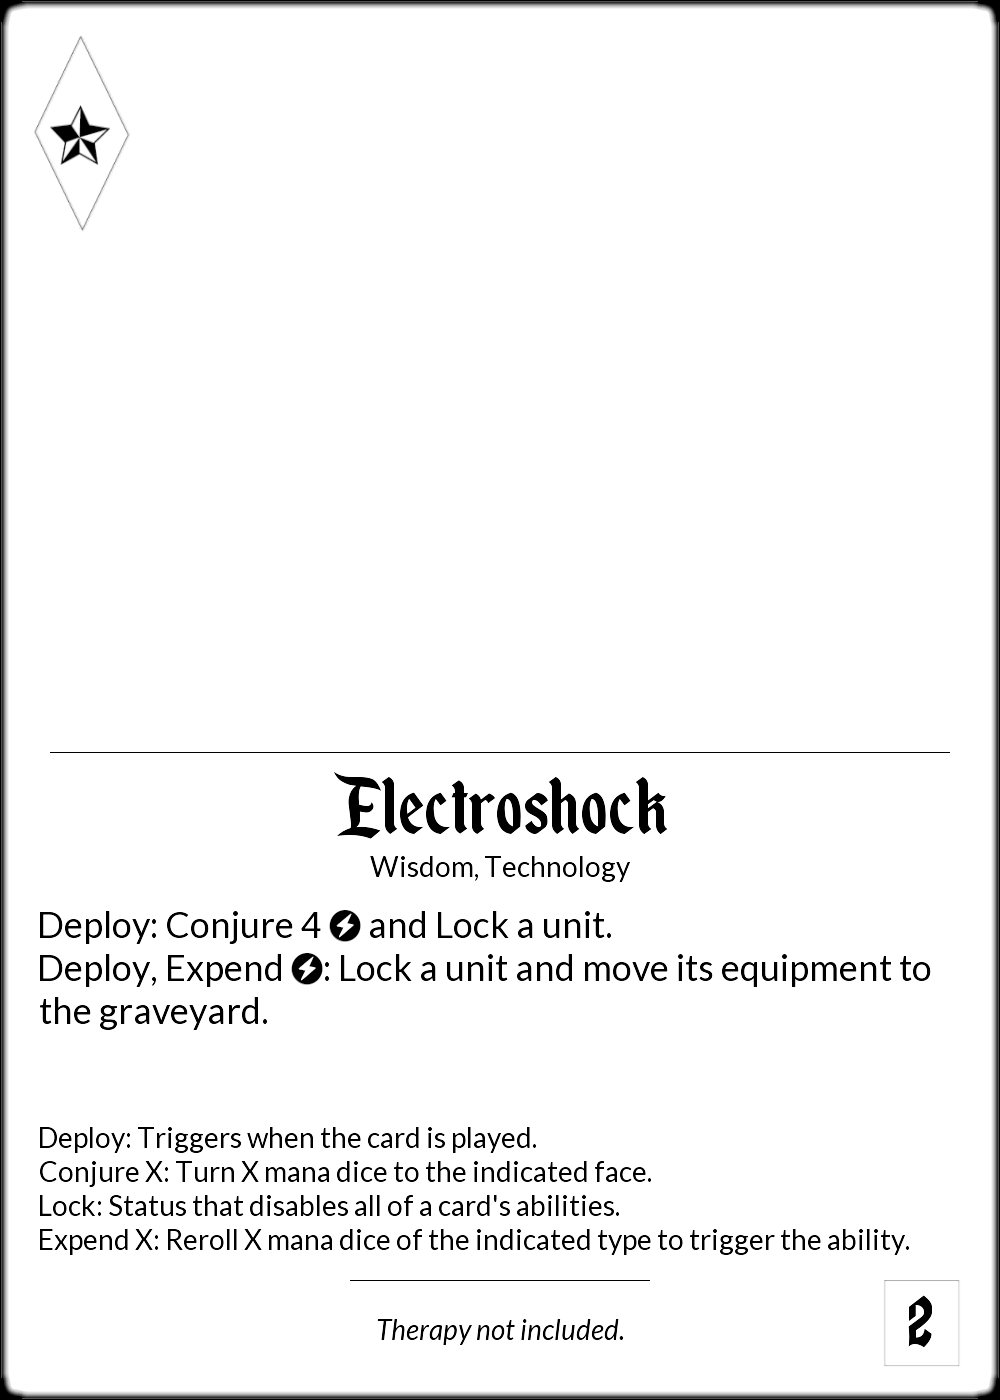 Electroshock
Wisdom, Technology
Deploy: Conjure 4 and Lock a unit.
Deploy, Expend : Lock a unit and move its equipment to
the graveyard.
Deploy: Triggers when the card is played.
Conjure X: Turn X mana dice to the indicated face.
Lock: Status that disables all of a card's abilities.
Expend X: Reroll X mana dice of the indicated type to trigger the ability.
Therapy not included.
2